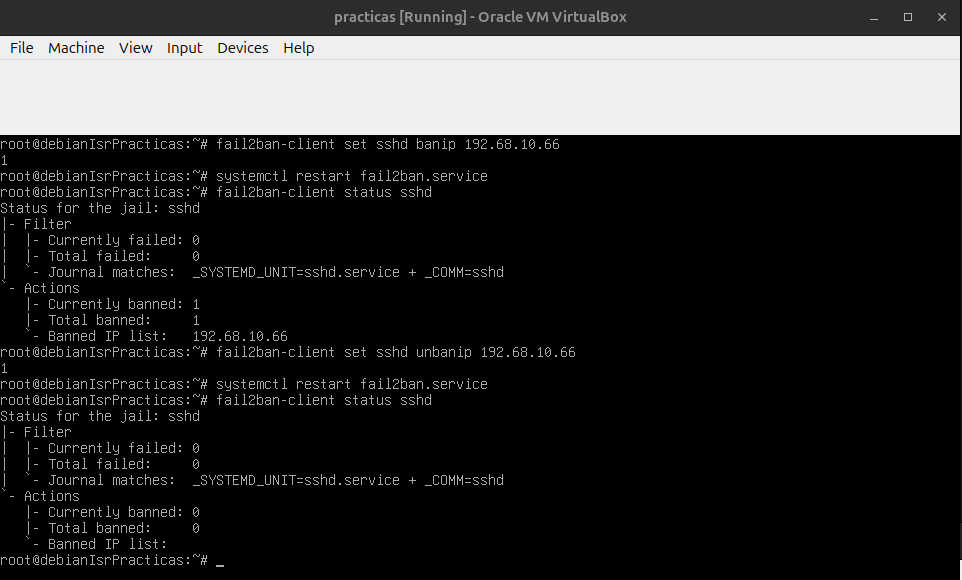 practicas [Running] - Oracle VM VirtualBox
File Machine View Input Devices Help
root@debianIsrPracticas:~# fail2ban-client set sshd banip 192.68.10.66
1
root@debianIsrPracticas:~# systemctl restart fail2ban.service
root@debianIsrPracticas:~# fail2ban-client status sshd
Status for the jail: sshd
|- Filter
|  |- Currently failed: 0
|  |- Total failed:     0
|  `- Journal matches:  _SYSTEMD_UNIT=sshd.service + _COMM=sshd
`- Actions
   |- Currently banned: 1
   |- Total banned:     1
   `- Banned IP list:   192.68.10.66
root@debianIsrPracticas:~# fail2ban-client set sshd unbanip 192.68.10.66
1
root@debianIsrPracticas:~# systemctl restart fail2ban.service
root@debianIsrPracticas:~# fail2ban-client status sshd
Status for the jail: sshd
|- Filter
|  |- Currently failed: 0
|  |- Total failed:     0
|  `- Journal matches:  _SYSTEMD_UNIT=sshd.service + _COMM=sshd
`- Actions
   |- Currently banned: 0
   |- Total banned:     0
   `- Banned IP list:
root@debianIsrPracticas:~# _